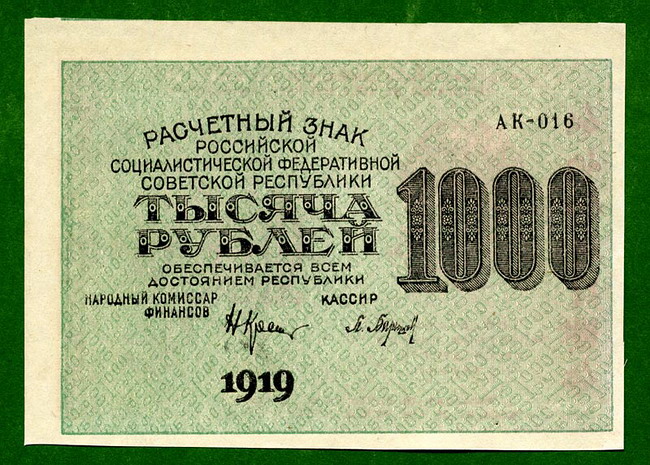 РАСЧЕТНЫЙ ЗНАК
РОССИЙСКОЙ
СОЦИАЛИСТИЧЕСКОЙ ФЕДЕРАТИВНОЙ
СОВЕТСКОЙ РЕСПУБЛИКИ
ТЫСЯЧА
РУБЛЕЙ
ОБЕСПЕЧИВАЕТСЯ ВСЕМ
ДОСТОЯНИЕМ РЕСПУБЛИКИ
НАРОДНЫЙ КОМИССАР
ФИНАНСОВ
КАССИР
1919
АК-016
1000